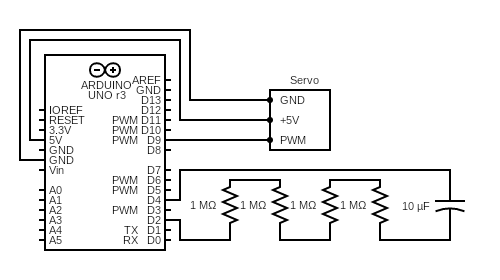 Servo
AREF
ARDUINO
UNO r3
GND
D13 GND
IOREF D12
RESET PWM D11 +5V
3.3V PWM D10
5V PWM D9 PWM
GND D8
GND
Vin D7
PWM D6
A0 PWM D5
A1 D4
A2 PWM D3 1 MΩ 1 MΩ 1 MΩ 1 MΩ 10 µF
A3 D2
A4 TX D1
A5 RX D0